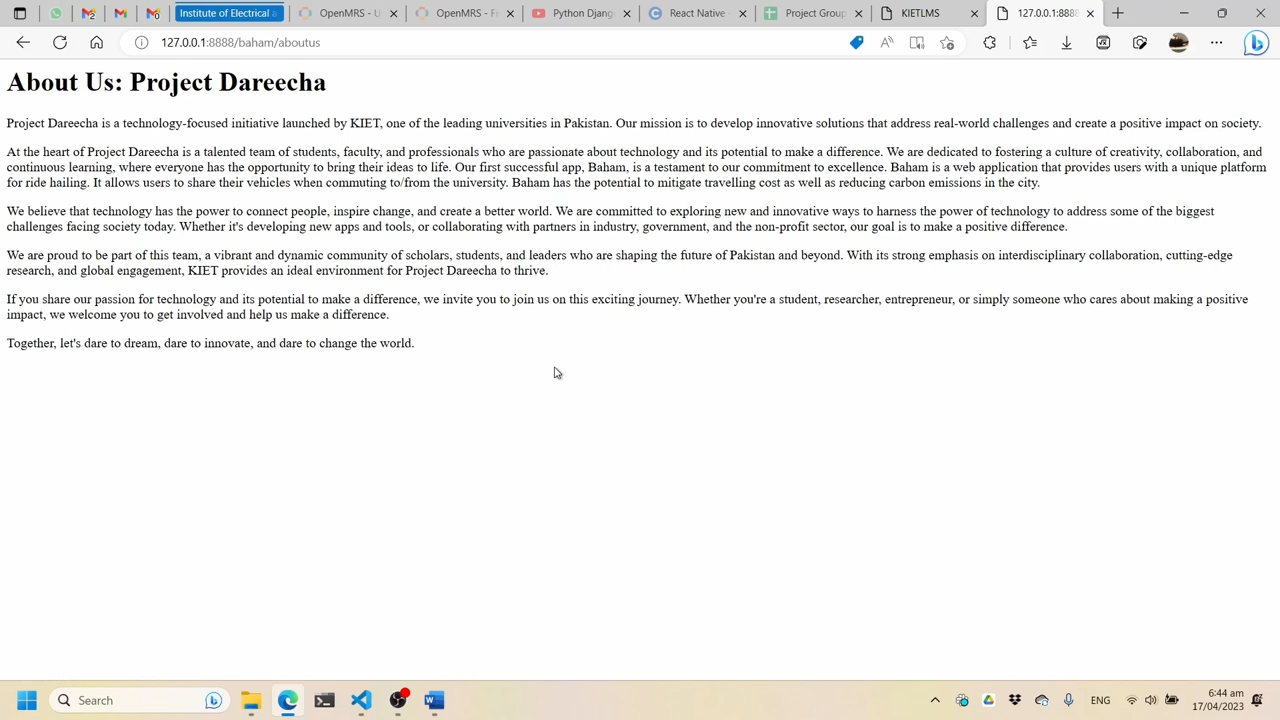 Institute of Electrical a
OpenMRS - U
OpenMRS - F
Python Djang
React Native -
Project Group
UNIETLMS
127.0.0.1:8888
127.0.0.1:8888/baham/aboutus
About Us: Project Dareecha
Project Dareecha is a technology-focused initiative launched by KIET, one of the leading universities in Pakistan. Our mission is to develop innovative solutions that address real-world challenges and create a positive impact on society.
At the heart of Project Dareecha is a talented team of students, faculty, and professionals who are passionate about technology and its potential to make a difference. We are dedicated to fostering a culture of creativity, collaboration, and
continuous learning, where everyone has the opportunity to bring their ideas to life. Our first successful app, Baham, is a testament to our commitment to excellence. Baham is a web application that provides users with a unique platform
for ride hailing. It allows users to share their vehicles when commuting to/from the university. Baham has the potential to mitigate travelling cost as well as reducing carbon emissions in the city.
We believe that technology has the power to connect people, inspire change, and create a better world. We are committed to exploring new and innovative ways to harness the power of technology to address some of the biggest
challenges facing society today. Whether it's developing new apps and tools, or collaborating with partners in industry, government, and the non-profit sector, our goal is to make a positive difference.
We are proud to be part of this team, a vibrant and dynamic community of scholars, students, and leaders who are shaping the future of Pakistan and beyond. With its strong emphasis on interdisciplinary collaboration, cutting-edge
research, and global engagement, KIET provides an ideal environment for Project Dareecha to thrive.
If you share our passion for technology and its potential to make a difference, we invite you to join us on this exciting journey. Whether you're a student, researcher, entrepreneur, or simply someone who cares about making a positive
impact, we welcome you to get involved and help us make a difference.
Together, let's dare to dream, dare to innovate, and dare to change the world.
Search
ENG
6:44 am
17/04/2023